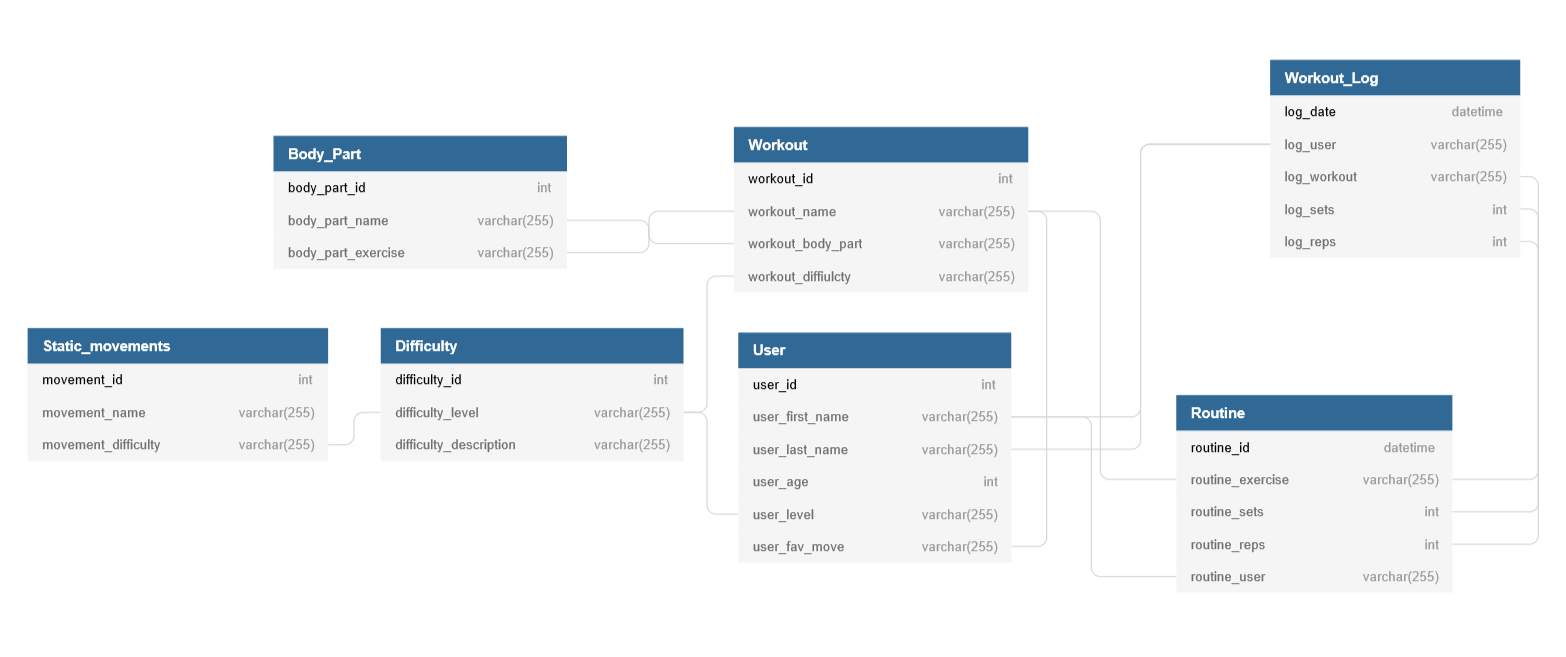 Workout_Log
log_date datetime
log_user varchar(255)
log_workout varchar(255)
log_sets int
log_reps int
Body_Part
body_part_id int
body_part_name varchar(255)
body_part_exercise varchar(255)
Workout
workout_id int
workout_name varchar(255)
workout_body_part varchar(255)
workout_diffiulcty varchar(255)
Static_movements
movement_id int
movement_name varchar(255)
movement_difficulty varchar(255)
Difficulty
difficulty_id int
difficulty_level varchar(255)
difficulty_description varchar(255)
User
user_id int
user_first_name varchar(255)
user_last_name varchar(255)
user_age int
user_level varchar(255)
user_fav_move varchar(255)
Routine
routine_id datetime
routine_exercise varchar(255)
routine_sets int
routine_reps int
routine_user varchar(255)